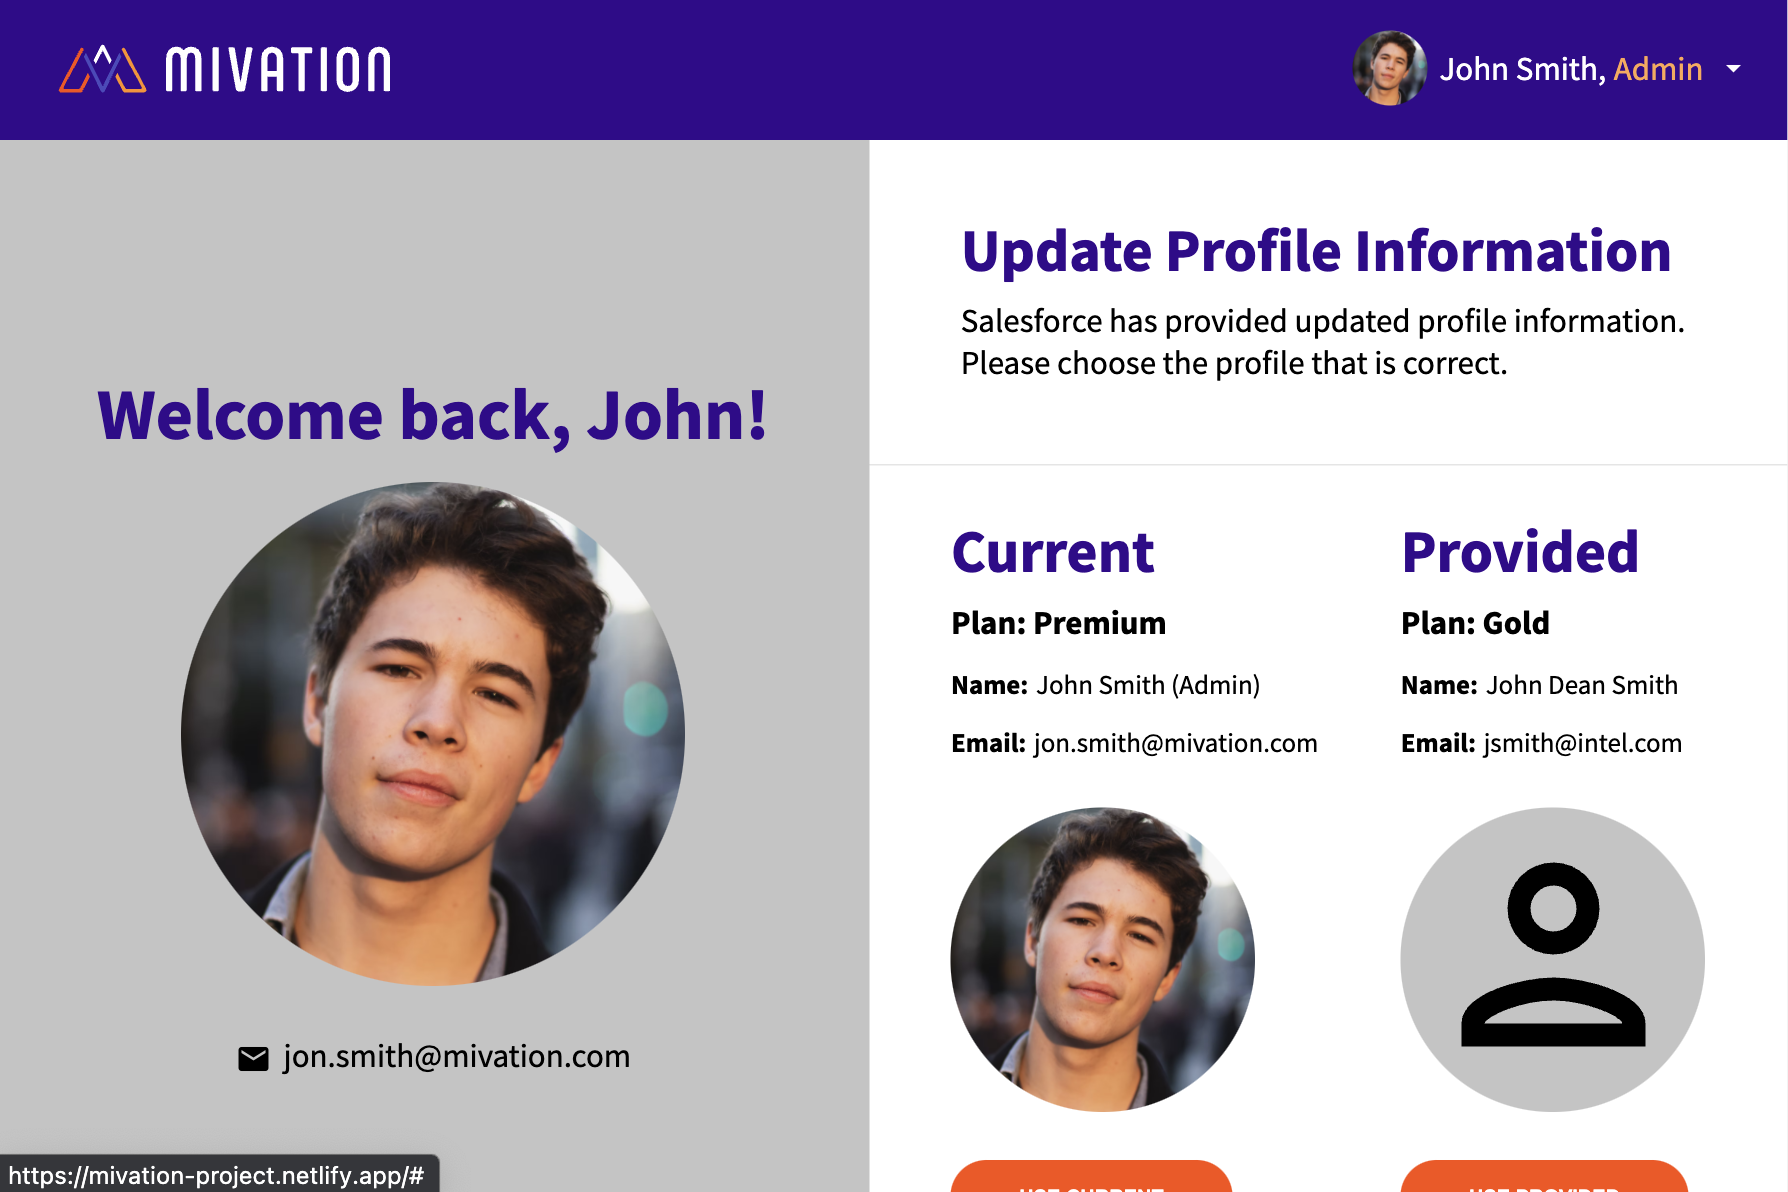 MIVATION
John Smith, Admin
Welcome back, John!
jon.smith@mivation.com
Update Profile Information
Salesforce has provided updated profile information.
Please choose the profile that is correct.
Current
Plan: Premium
Name: John Smith (Admin)
Email: jon.smith@mivation.com
Provided
Plan: Gold
Name: John Dean Smith
Email: jsmith@intel.com
USE CURRENT
https://mivation-project.netlify.app/#